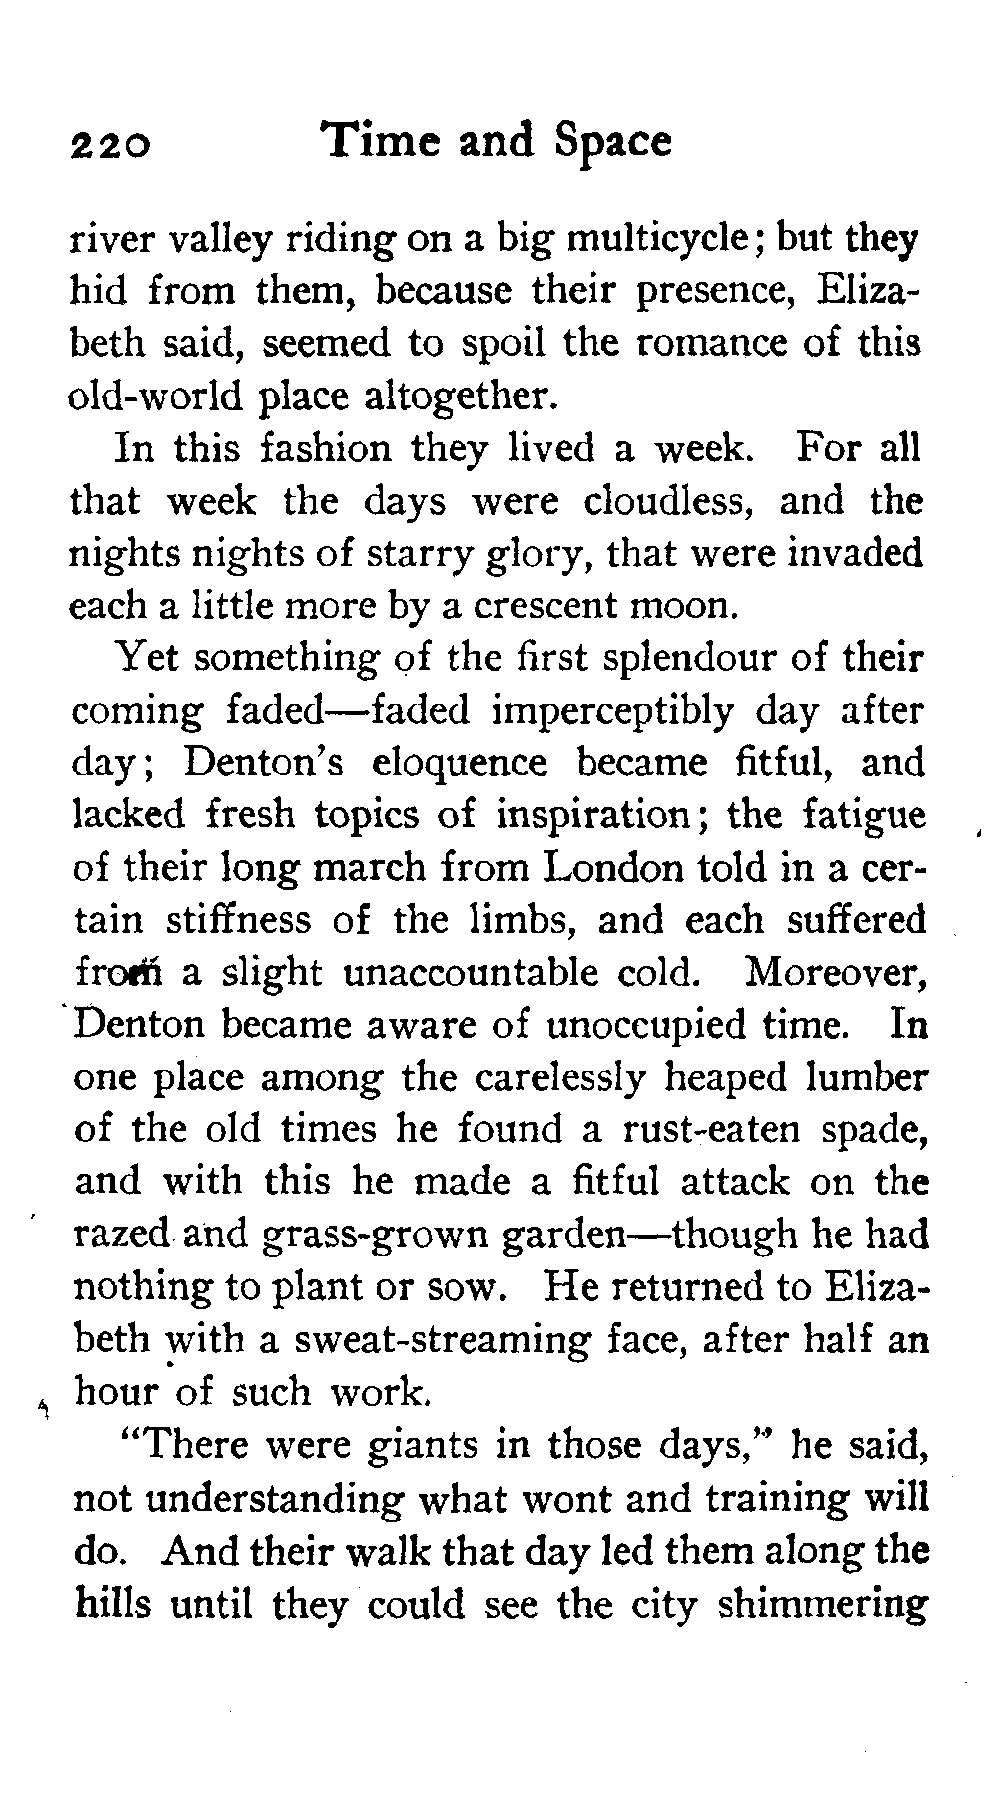 220 Time and Space
river valley riding on a big multicycle; but they
hid from them, because their presence, Eliza-
beth said, seemed to spoil the romance of this
old-world place altogether.
In this fashion they lived a week. For all
that week the days were cloudless, and the
nights nights of starry glory, that were invaded
each a little more by a crescent moon.
Yet something of the first splendour of their
coming faded—faded imperceptibly day after
day; Denton's eloquence became fitful, and
lacked fresh topics of inspiration; the fatigue
of their long march from London told in a cer-
tain stiffness of the limbs, and each suffered
from a slight unaccountable cold. Moreover,
Denton became aware of unoccupied time. In
one place among the carelessly heaped lumber
of the old times he found a rust-eaten spade,
and with this he made a fitful attack on the
razed and grass-grown garden—though he had
nothing to plant or sow. He returned to Eliza-
beth with a sweat-streaming face, after half an
hour of such work.
"There were giants in those days," he said,
not understanding what wont and training will
do. And their walk that day led them along the
hills until they could see the city shimmering